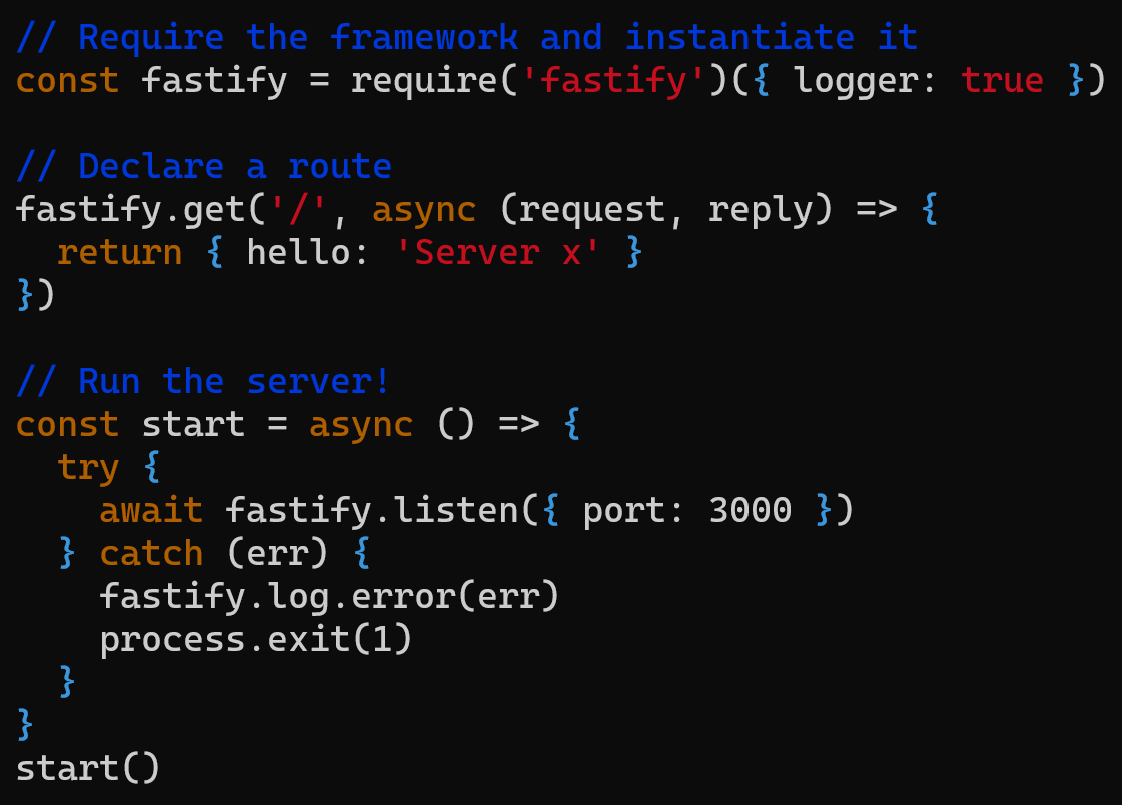 // Require the framework and instantiate it
const fastify = require('fastify')({ logger: true })

// Declare a route
fastify.get('/', async (request, reply) => {
  return { hello: 'Server x' }
})

// Run the server!
const start = async () => {
  try {
    await fastify.listen({ port: 3000 })
  } catch (err) {
    fastify.log.error(err)
    process.exit(1)
  }
}
start()